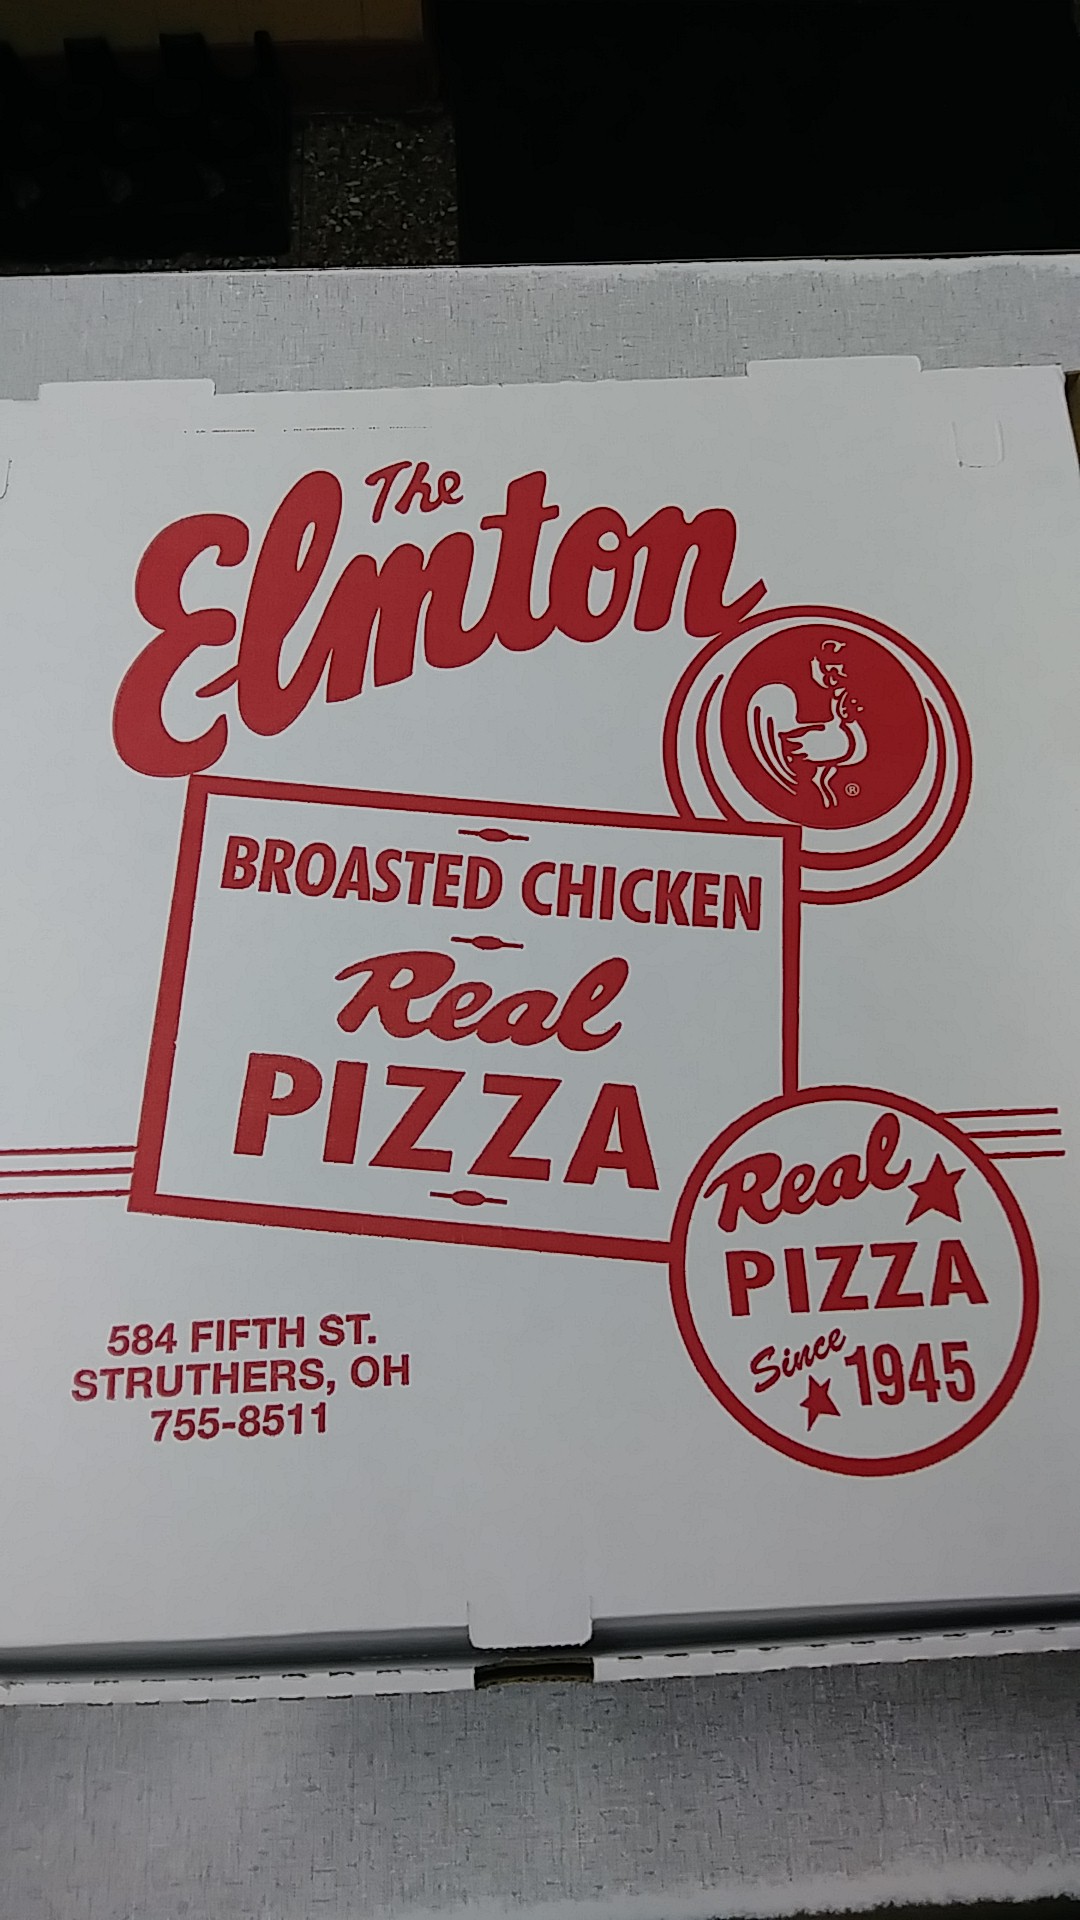 The
Elmton
®
BROASTED CHICKEN
Real
PIZZA
Real
PIZZA
Since 1945
584 FIFTH ST.
STRUTHERS, OH
755-8511